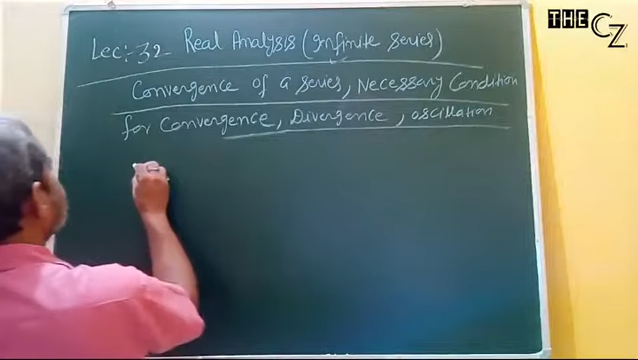 THE CZ
Lec:- 32- Real Analysis (Infinite Series)
Convergence of a Series, Necessary Condition
for Convergence, Divergence, oscillation